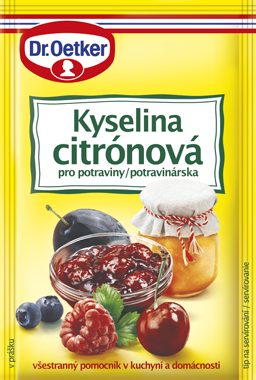 Dr.Oetker
Kyselina
citrónová
pro potraviny/potravinárska
v prášku
tip na servírování / servírovanie
všestranný pomocník v kuchyni a domácnosti